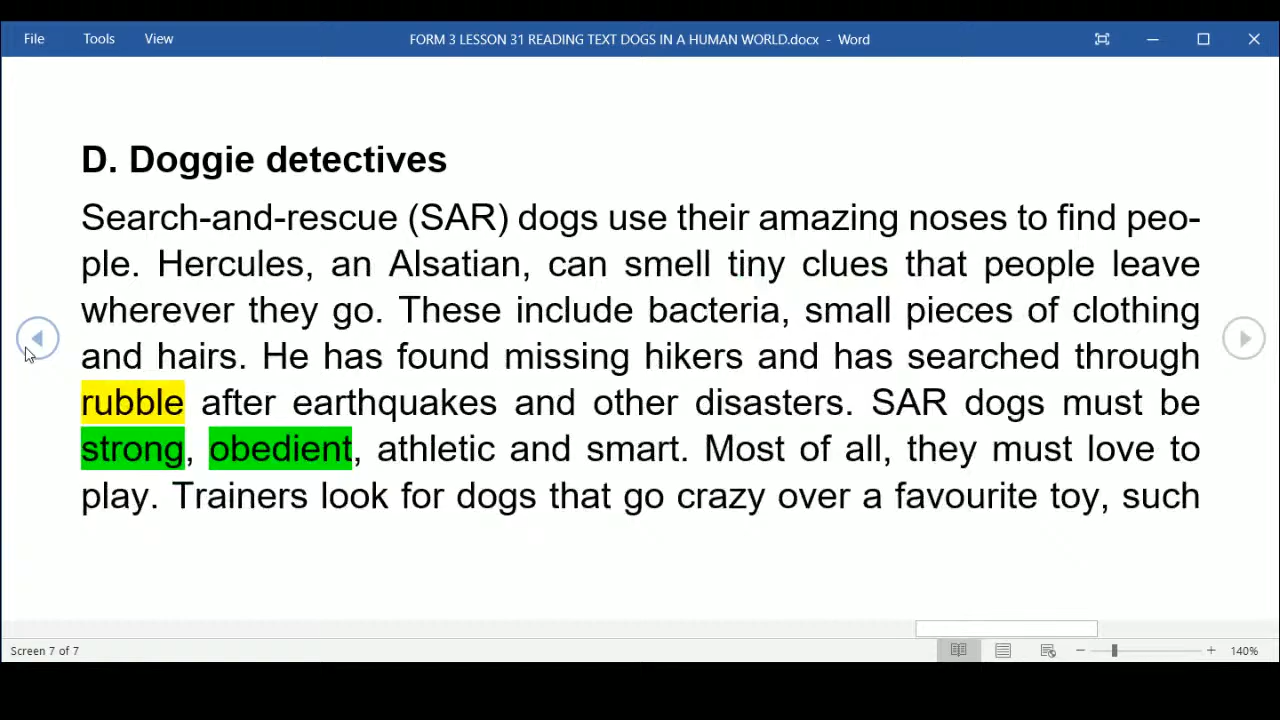 File Tools View FORM 3 LESSON 31 READING TEXT DOGS IN A HUMAN WORLD.docx - Word
D. Doggie detectives
Search-and-rescue (SAR) dogs use their amazing noses to find peo-
ple. Hercules, an Alsatian, can smell tiny clues that people leave
wherever they go. These include bacteria, small pieces of clothing
and hairs. He has found missing hikers and has searched through
rubble after earthquakes and other disasters. SAR dogs must be
strong, obedient, athletic and smart. Most of all, they must love to
play. Trainers look for dogs that go crazy over a favourite toy, such
Screen 7 of 7 140%